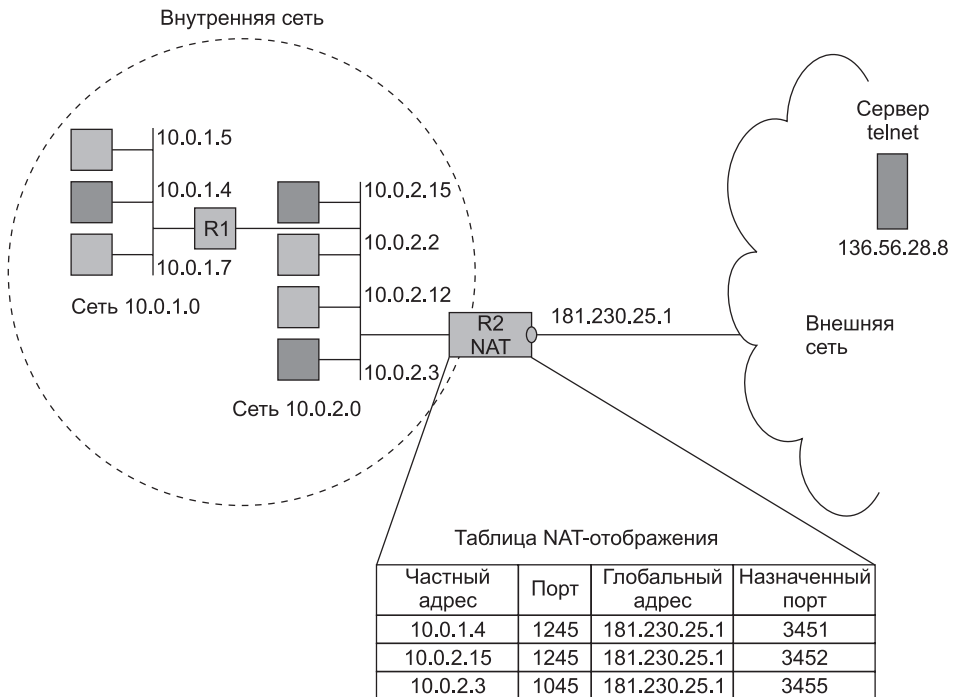 Внутренняя сеть
10.0.1.5
10.0.1.4
10.0.1.7
R1
Сеть 10.0.1.0
10.0.2.15
10.0.2.2
10.0.2.12
10.0.2.3
Сеть 10.0.2.0
R2
NAT
181.230.25.1
Сервер
telnet
136.56.28.8
Внешняя
сеть
Таблица NAT-отображения
Частный адрес | Порт | Глобальный адрес | Назначенный порт
10.0.1.4 | 1245 | 181.230.25.1 | 3451
10.0.2.15 | 1245 | 181.230.25.1 | 3452
10.0.2.3 | 1045 | 181.230.25.1 | 3455